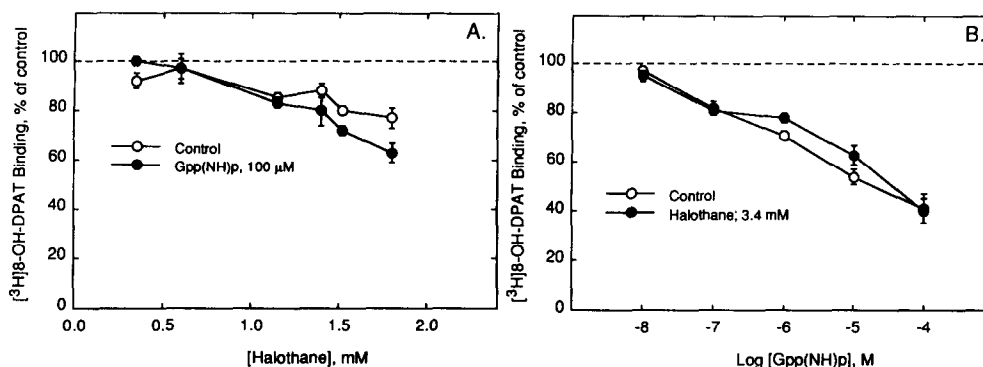 A.
[³H]8-OH-DPAT Binding, % of control
100
80
60
40
20
0
Control
Gpp(NH)p, 100 µM
0.0 0.5 1.0 1.5 2.0
[Halothane], mM
B.
[³H]8-OH-DPAT Binding, % of control
100
80
60
40
20
0
Control
Halothane; 3.4 mM
-8 -7 -6 -5 -4
Log [Gpp(NH)p], M